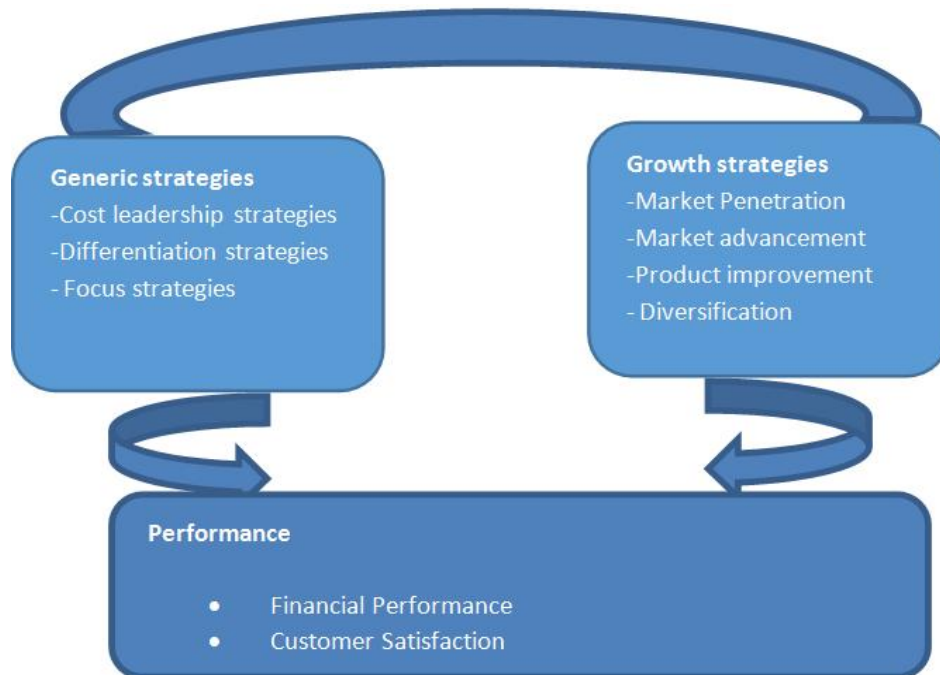 Generic strategies
-Cost leadership strategies
-Differentiation strategies
- Focus strategies
Growth strategies
-Market Penetration
-Market advancement
-Product improvement
- Diversification
Performance
• Financial Performance
• Customer Satisfaction